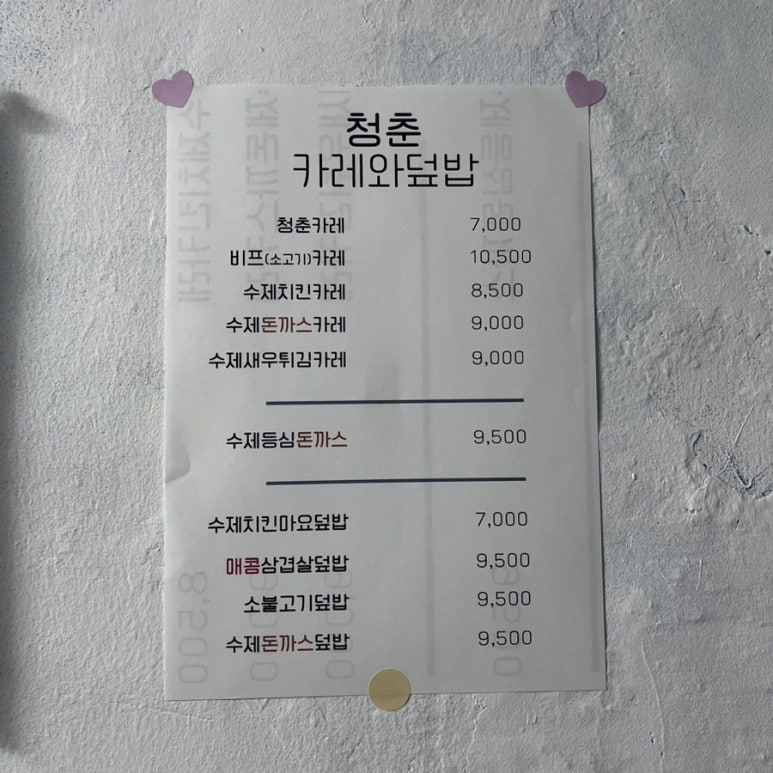 청춘
카레와덮밥
청춘카레 7,000
비프(소고기)카레 10,500
수제치킨카레 8,500
수제돈까스카레 9,000
수제새우튀김카레 9,000
수제등심돈까스 9,500
수제치킨마요덮밥 7,000
매콩삼겹살덮밥 9,500
소불고기덮밥 9,500
수제돈까스덮밥 9,500